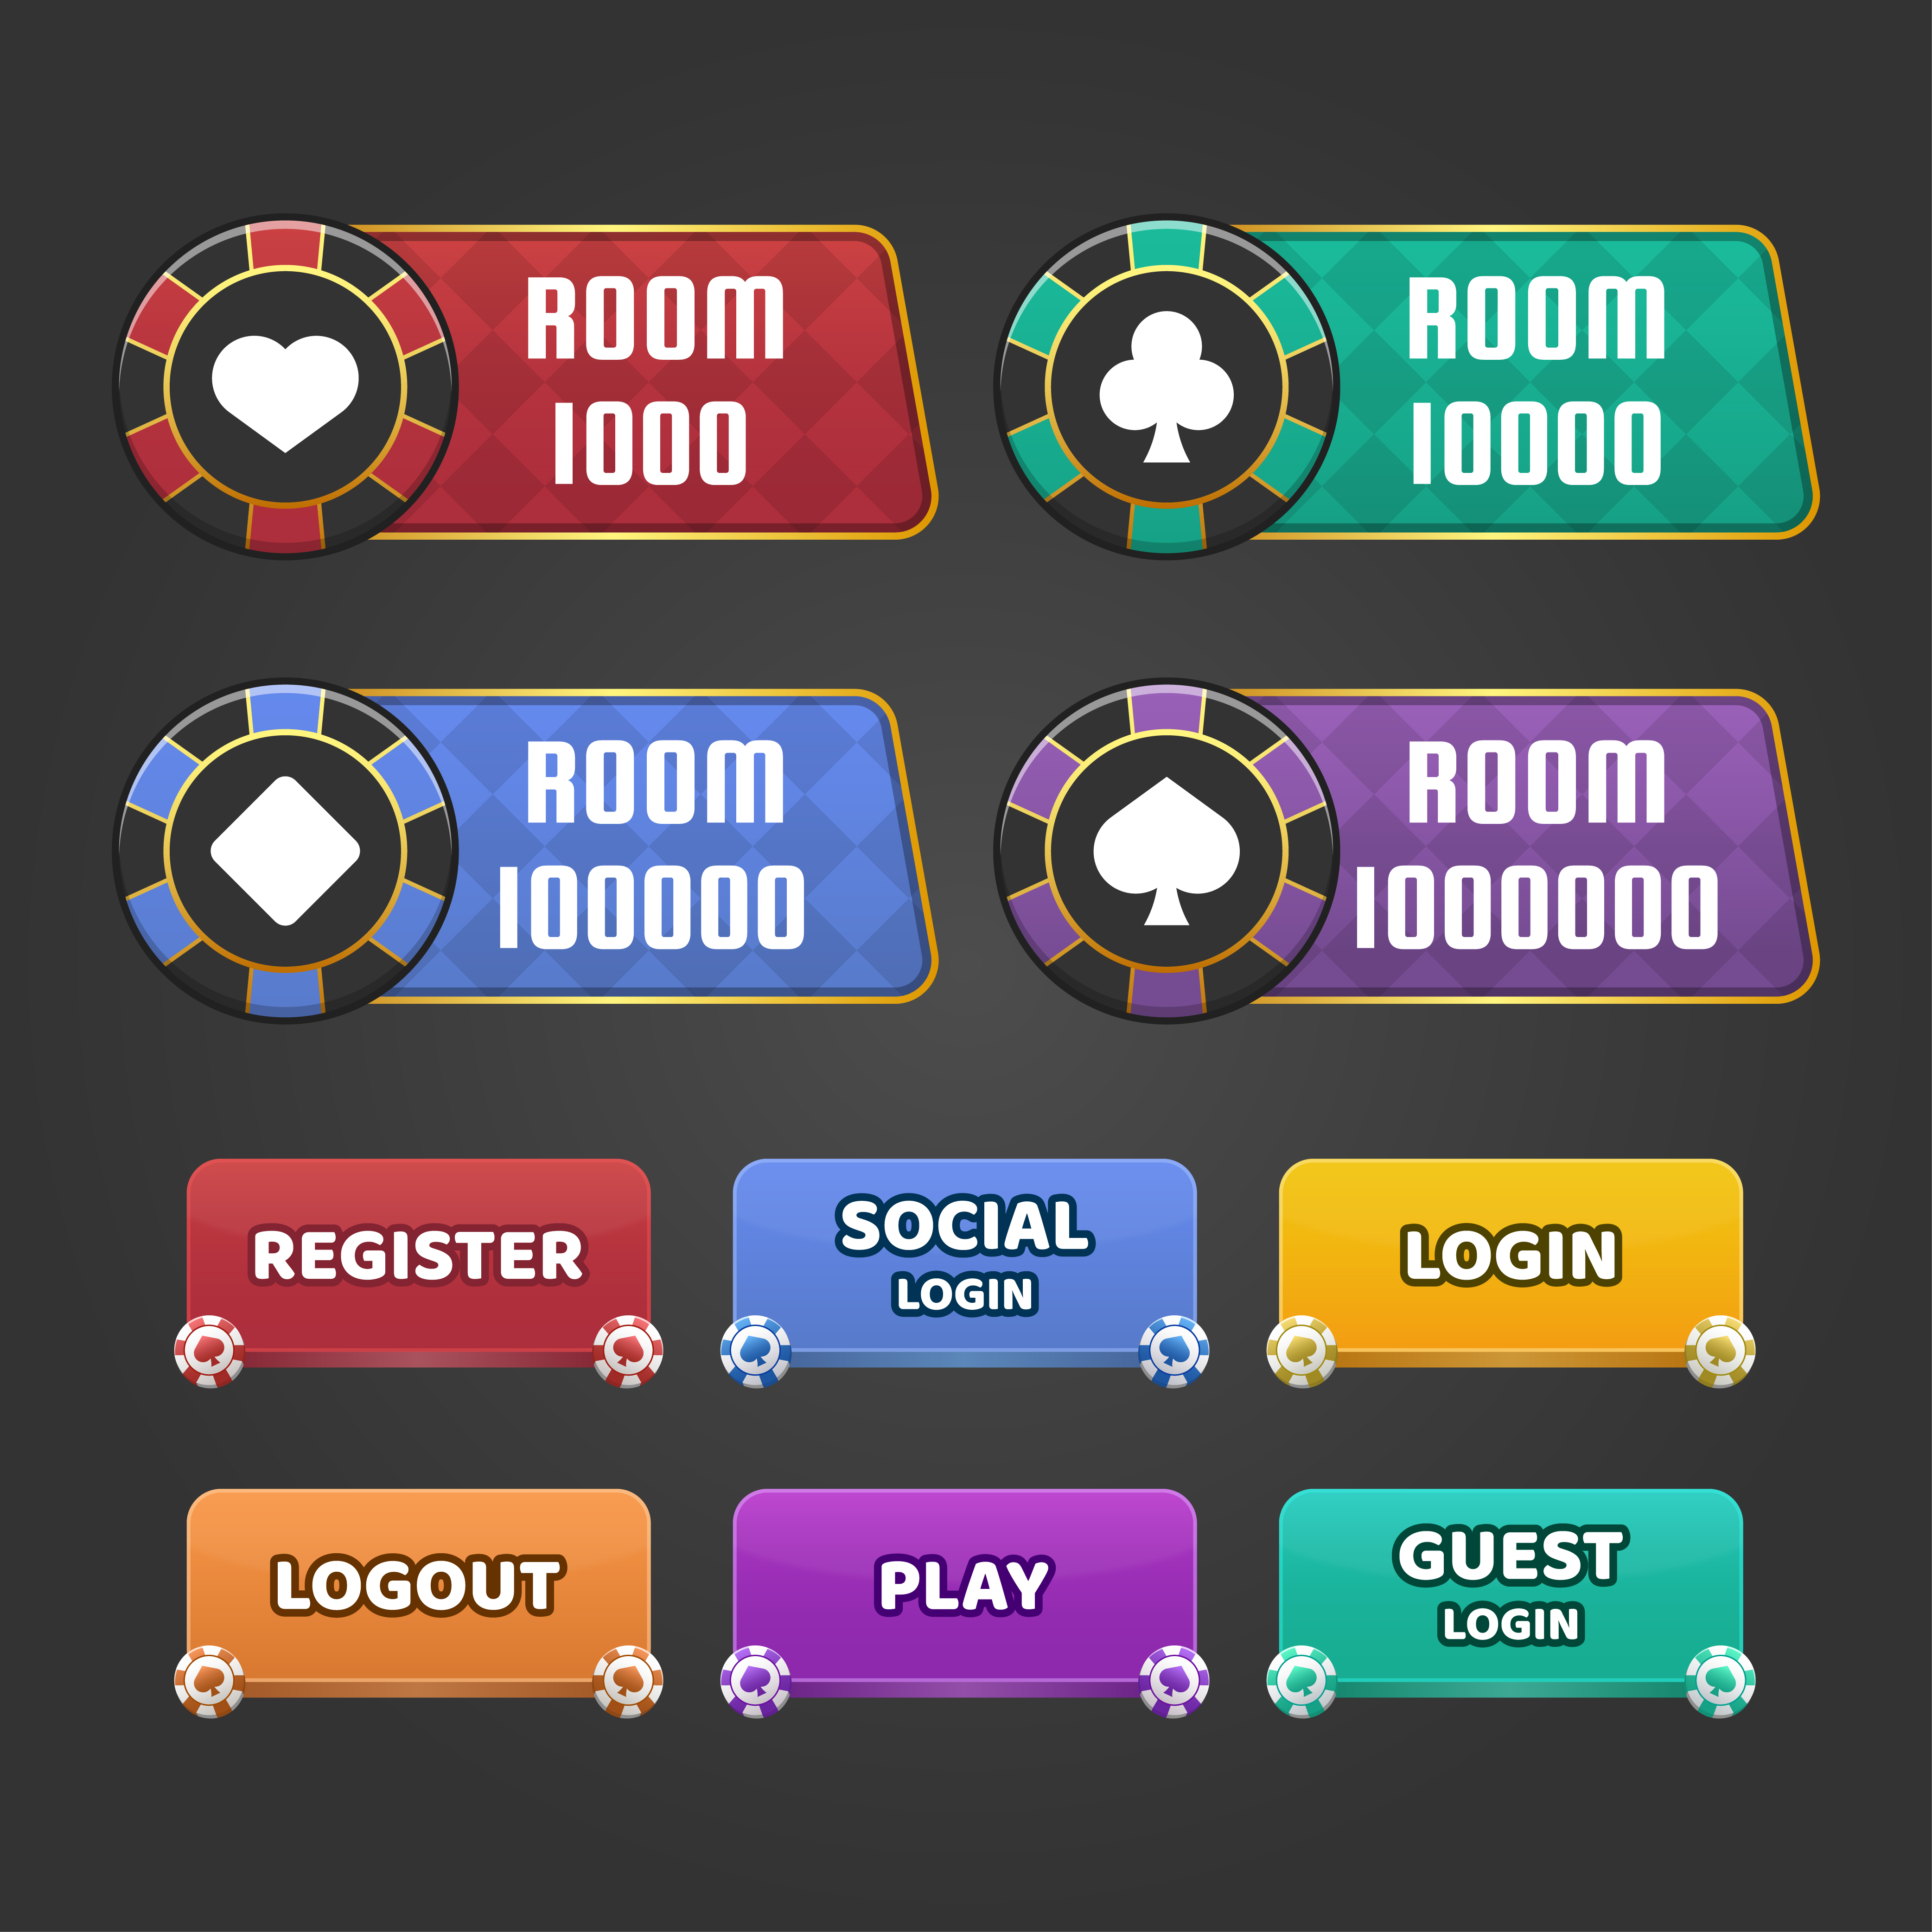 ROOM
1000
ROOM
10000
ROOM
100000
ROOM
1000000
REGISTER
SOCIAL
LOGIN
LOGIN
LOGOUT
PLAY
GUEST
LOGIN